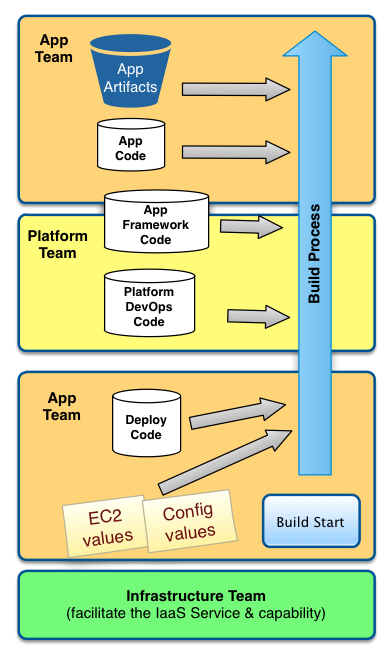 App
Team
App
Artifacts
App
Code
App
Framework
Code
Platform
Team
Platform
DevOps
Code
Build Process
App
Team
Deploy
Code
EC2
values
Config
values
Build Start
Infrastructure Team
(facilitate the IaaS Service & capability)